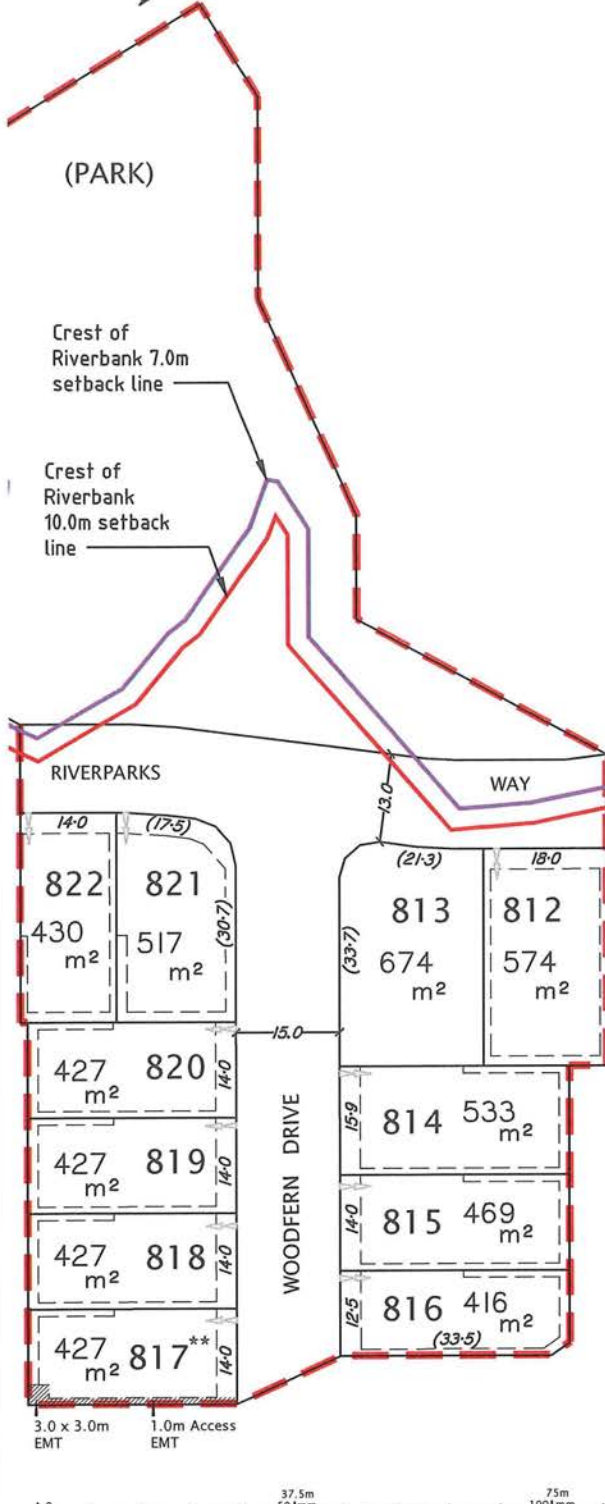 (PARK)
Crest of
Riverbank 7.0m
setback line
Crest of
Riverbank
10.0m setback
line
RIVERPARKS
WAY
13.0
14·0
(17·5)
(21·3)
18·0
822
430
m²
821
517
m²
(30·7)
(33·7)
813
674
m²
812
574
m²
15.0
427
m²
820
14·0
427
m²
819
14·0
427
m²
818
14·0
427
m²
817**
14·0
WOODFERN DRIVE
15·9
814
533
m²
14·0
815
469
m²
12·5
816
416
m²
(33·5)
3.0 x 3.0m
EMT
1.0m Access
EMT
37.5m
75m